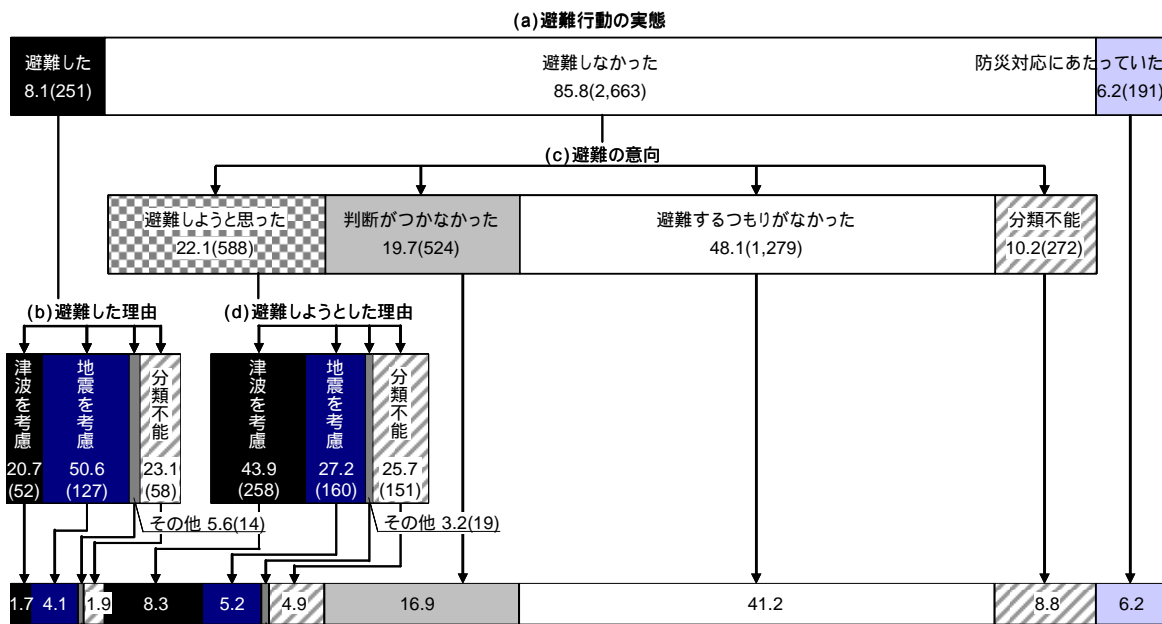 (a)避難行動の実態
避難した
8.1(251)
避難しなかった
85.8(2,663)
防災対応にあたっていた
6.2(191)
(c)避難の意向
避難しようと思った
22.1(588)
判断がつかなかった
19.7(524)
避難するつもりがなかった
48.1(1,279)
分類不能
10.2(272)
(b)避難した理由
津波を考慮
20.7
(52)
地震を考慮
50.6
(127)
分類不能
23.1
(58)
その他 5.6(14)
(d)避難しようとした理由
津波を考慮
43.9
(258)
地震を考慮
27.2
(160)
分類不能
25.7
(151)
その他 3.2(19)
1.7 4.1 1.9 8.3 5.2 4.9 16.9 41.2 8.8 6.2